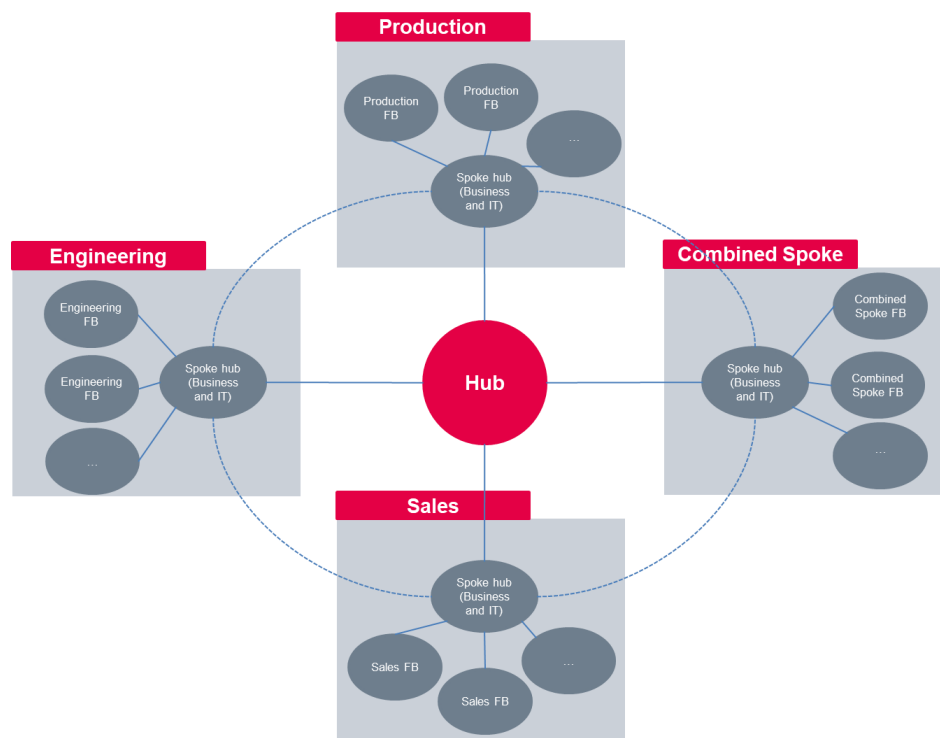 Production
Production
FB
Production
FB
...
Spoke hub
(Business
and IT)
Engineering
Engineering
FB
Engineering
FB
...
Spoke hub
(Business
and IT)
Hub
Combined Spoke
Spoke hub
(Business
and IT)
Combined
Spoke FB
Combined
Spoke FB
...
Sales
Spoke hub
(Business
and IT)
Sales FB
Sales FB
...